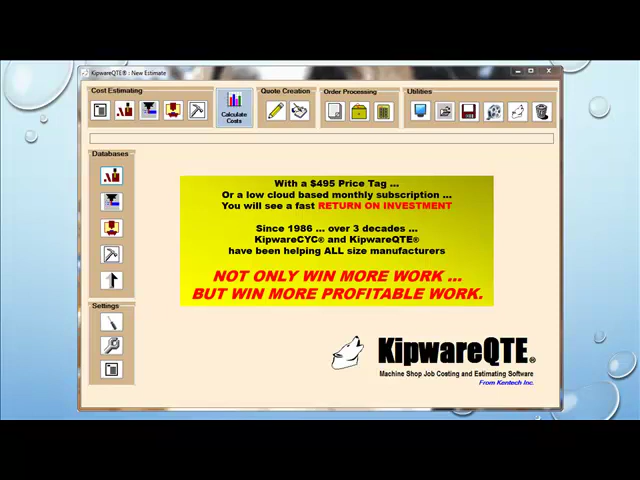 KipwareQTE® : New Estimate
Cost Estimating
Quote Creation
Order Processing
Utilities
Calculate
Costs
Databases
Settings
With a $495 Price Tag ...
Or a low cloud based monthly subscription ...
You will see a fast RETURN ON INVESTMENT
Since 1986 ... over 3 decades ...
KipwareCYC® and KipwareQTE®
have been helping ALL size manufacturers
NOT ONLY WIN MORE WORK ...
BUT WIN MORE PROFITABLE WORK.
KipwareQTE®
Machine Shop Job Costing and Estimating Software
From Kentech Inc.